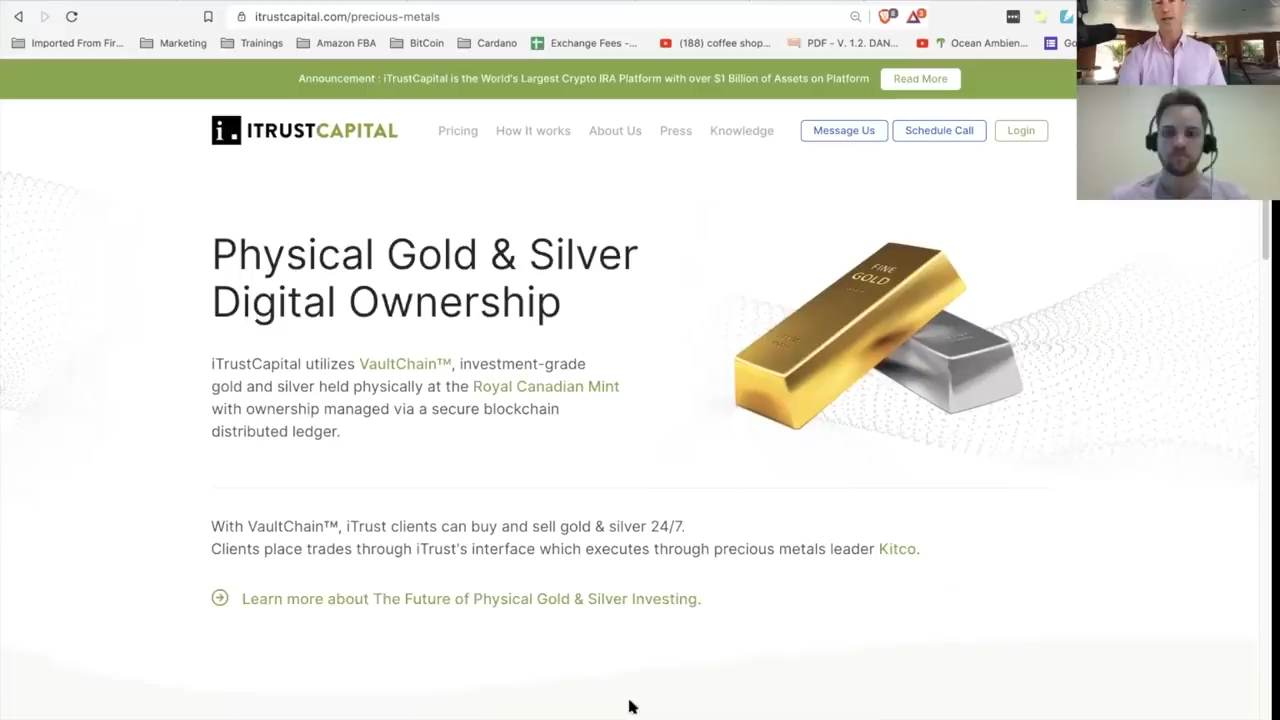 itrustcapital.com/precious-metals
8
3
Imported From Fir...
Marketing
Trainings
Amazon FBA
BitCoin
Cardano
Exchange Fees -...
(188) coffee shop...
PDF - V. 1.2. DAN...
Ocean Ambien...
Go
Announcement : iTrustCapital is the World's Largest Crypto IRA Platform with over $1 Billion of Assets on Platform
Read More
i. ITRUSTCAPITAL
Pricing
How It works
About Us
Press
Knowledge
Message Us
Schedule Call
Login
Physical Gold & Silver
Digital Ownership
FINE
GOLD
iTrustCapital utilizes VaultChain™, investment-grade
gold and silver held physically at the Royal Canadian Mint
with ownership managed via a secure blockchain
distributed ledger.
With VaultChain™, iTrust clients can buy and sell gold & silver 24/7.
Clients place trades through iTrust's interface which executes through precious metals leader Kitco.
Learn more about The Future of Physical Gold & Silver Investing.